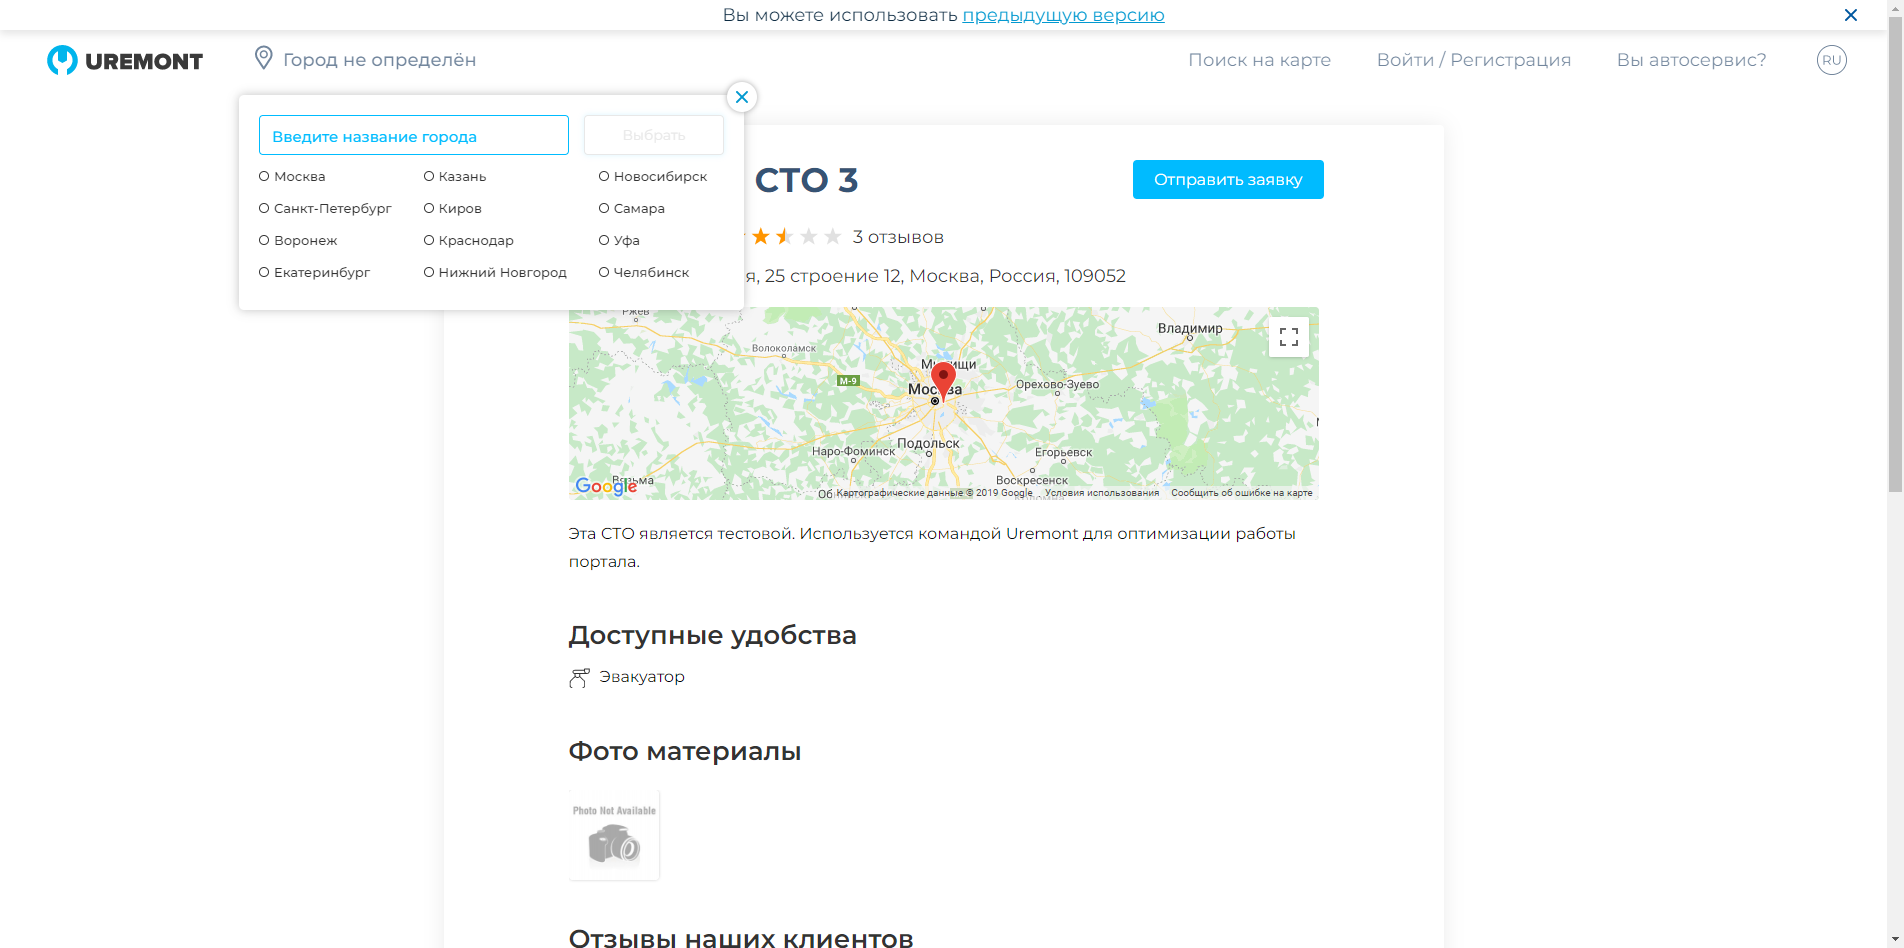 Вы можете использовать предыдущую версию
UREMONT
Город не определён
Поиск на карте
Войти / Регистрация
Вы автосервис?
RU
Введите название города
Выбрать
Москва
Казань
Новосибирск
Санкт-Петербург
Киров
Самара
Воронеж
Краснодар
Уфа
Екатеринбург
Нижний Новгород
Челябинск
СТО 3
Отправить заявку
3 отзывов
я, 25 строение 12, Москва, Россия, 109052
Ржев
Владимир
Волоколамск
М-9
Москва
Орехово-Зуево
Подольск
Наро-Фоминск
Егорьевск
Воскресенск
Вязьма
Google
Картографические данные © 2019 Google
Условия использования
Сообщить об ошибке на карте
Эта СТО является тестовой. Используется командой Uremont для оптимизации работы
портала.
Доступные удобства
Эвакуатор
Фото материалы
Photo Not Available
Отзывы наших клиентов